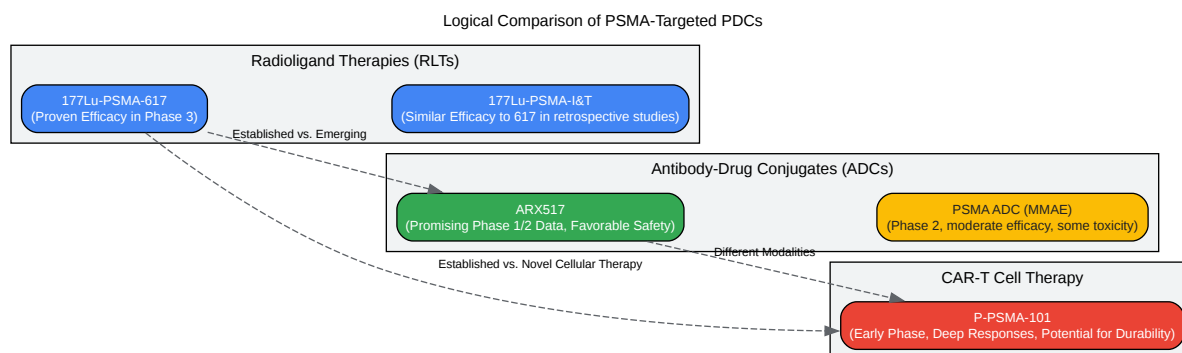 Logical Comparison of PSMA-Targeted PDCs
Radioligand Therapies (RLTs)
177Lu-PSMA-617
(Proven Efficacy in Phase 3)
177Lu-PSMA-I&T
(Similar Efficacy to 617 in retrospective studies)
Established vs. Emerging
Antibody-Drug Conjugates (ADCs)
ARX517
(Promising Phase 1/2 Data, Favorable Safety)
PSMA ADC (MMAE)
(Phase 2, moderate efficacy, some toxicity)
Different Modalities
Established vs. Novel Cellular Therapy
CAR-T Cell Therapy
P-PSMA-101
(Early Phase, Deep Responses, Potential for Durability)